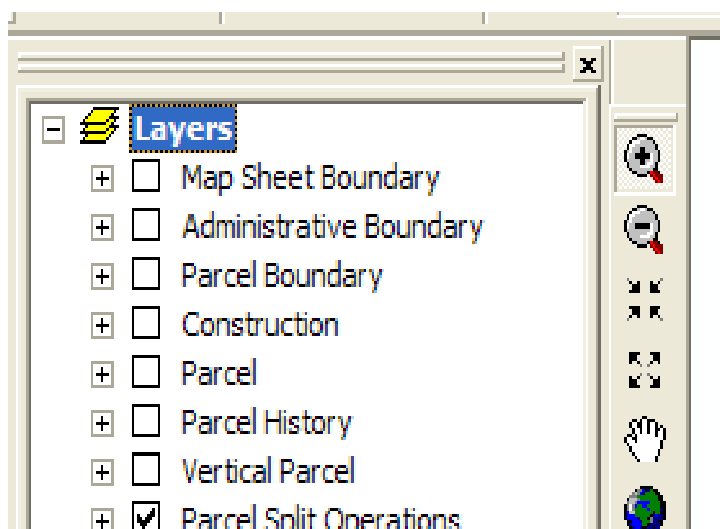 Layers
Map Sheet Boundary
Administrative Boundary
Parcel Boundary
Construction
Parcel
Parcel History
Vertical Parcel
Parcel Split Operations